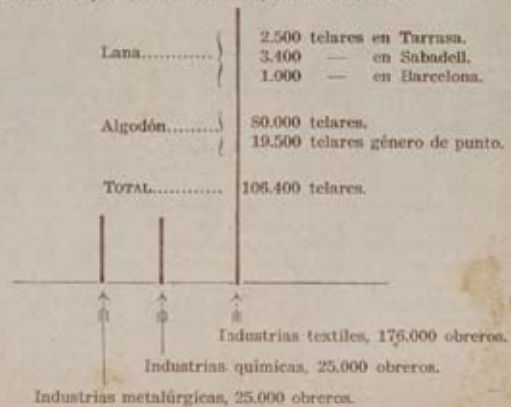 Lana........... 2.500 telares en Tarrasa.
3.400 — en Sabadell.
1.000 — en Barcelona.
Algodón......... 80.000 telares.
19.500 telares género de punto.
TOTAL............ 106.400 telares.
Industrias textiles, 176.000 obreros.
Industrias químicas, 25.000 obreros.
Industrias metalúrgicas, 25.000 obreros.